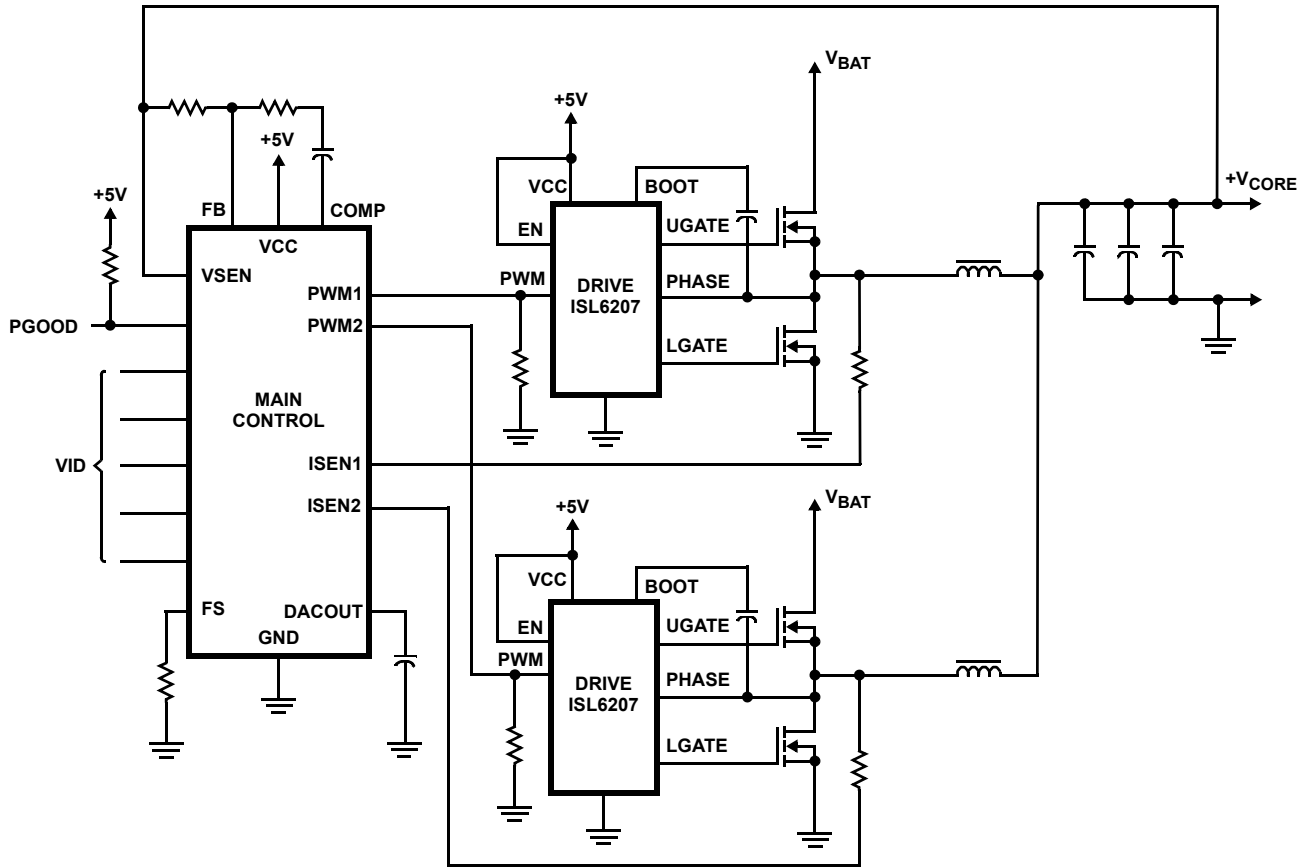 V_BAT
+5V
+5V
+5V
VCC
BOOT
+V_CORE
FB
COMP
EN
UGATE
VCC
VSEN
PWM
DRIVE
ISL6207
PHASE
PWM1
PGOOD
PWM2
LGATE
MAIN
CONTROL
VID
ISEN1
ISEN2
V_BAT
+5V
VCC
BOOT
FS
DACOUT
EN
UGATE
GND
PWM
DRIVE
ISL6207
PHASE
LGATE